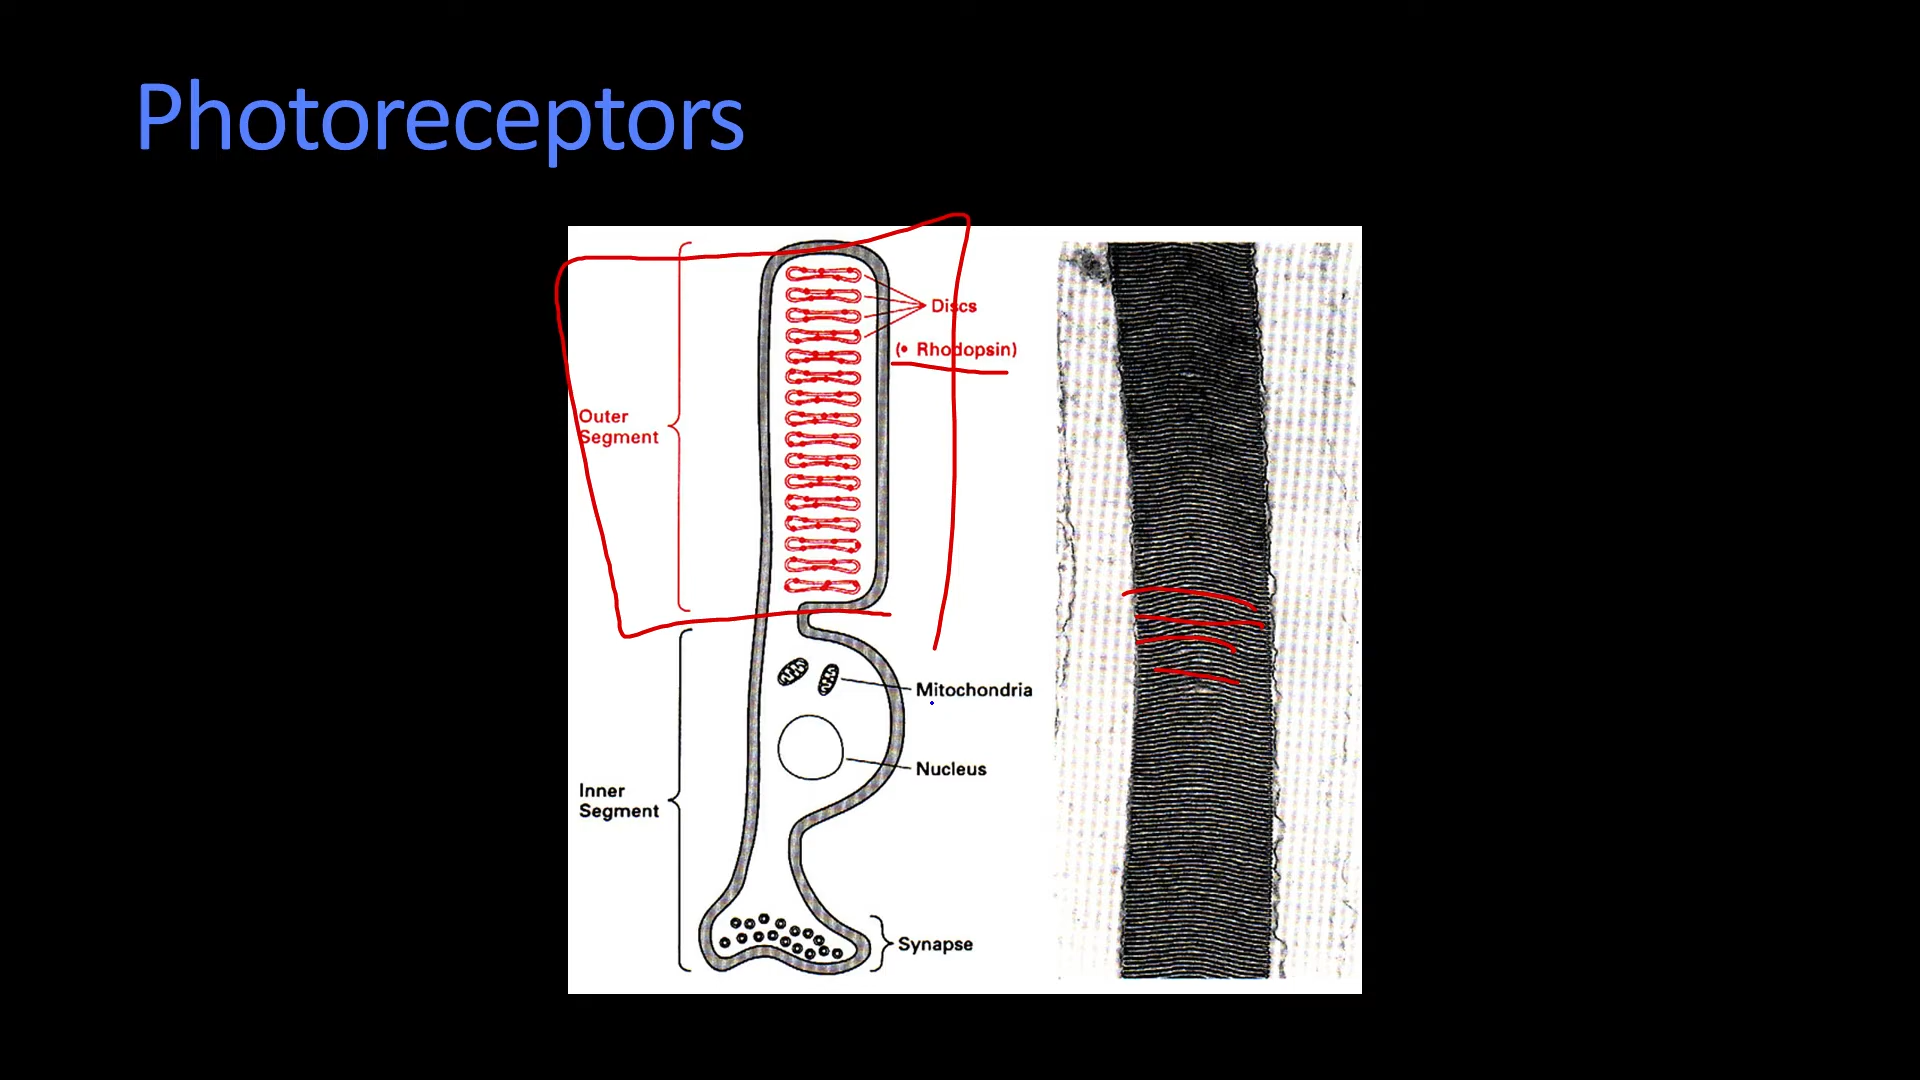 Photoreceptors
Discs
(• Rhodopsin)
Outer
Segment
Mitochondria
Nucleus
Inner
Segment
Synapse